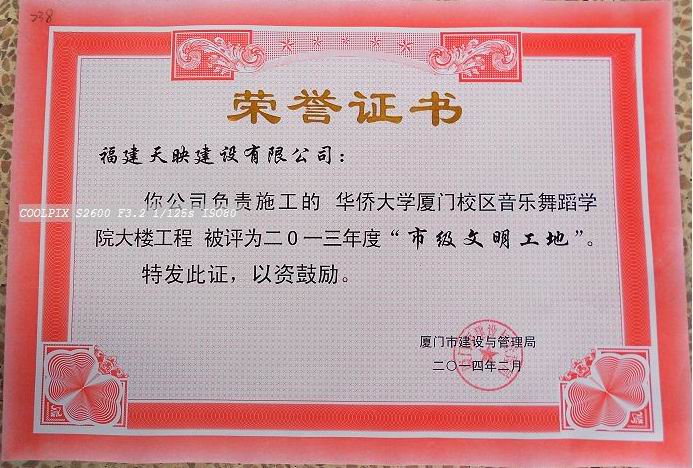 238
荣誉证书
福建天映建设有限公司：
你公司负责施工的 华侨大学厦门校区音乐舞蹈学
COOLPIX S2600 F3.2 1/125s ISO80
院大楼工程 被评为二0一三年度“市级文明工地”。
特发此证，以资鼓励。
厦门市建设与管理局
二〇一四年二月